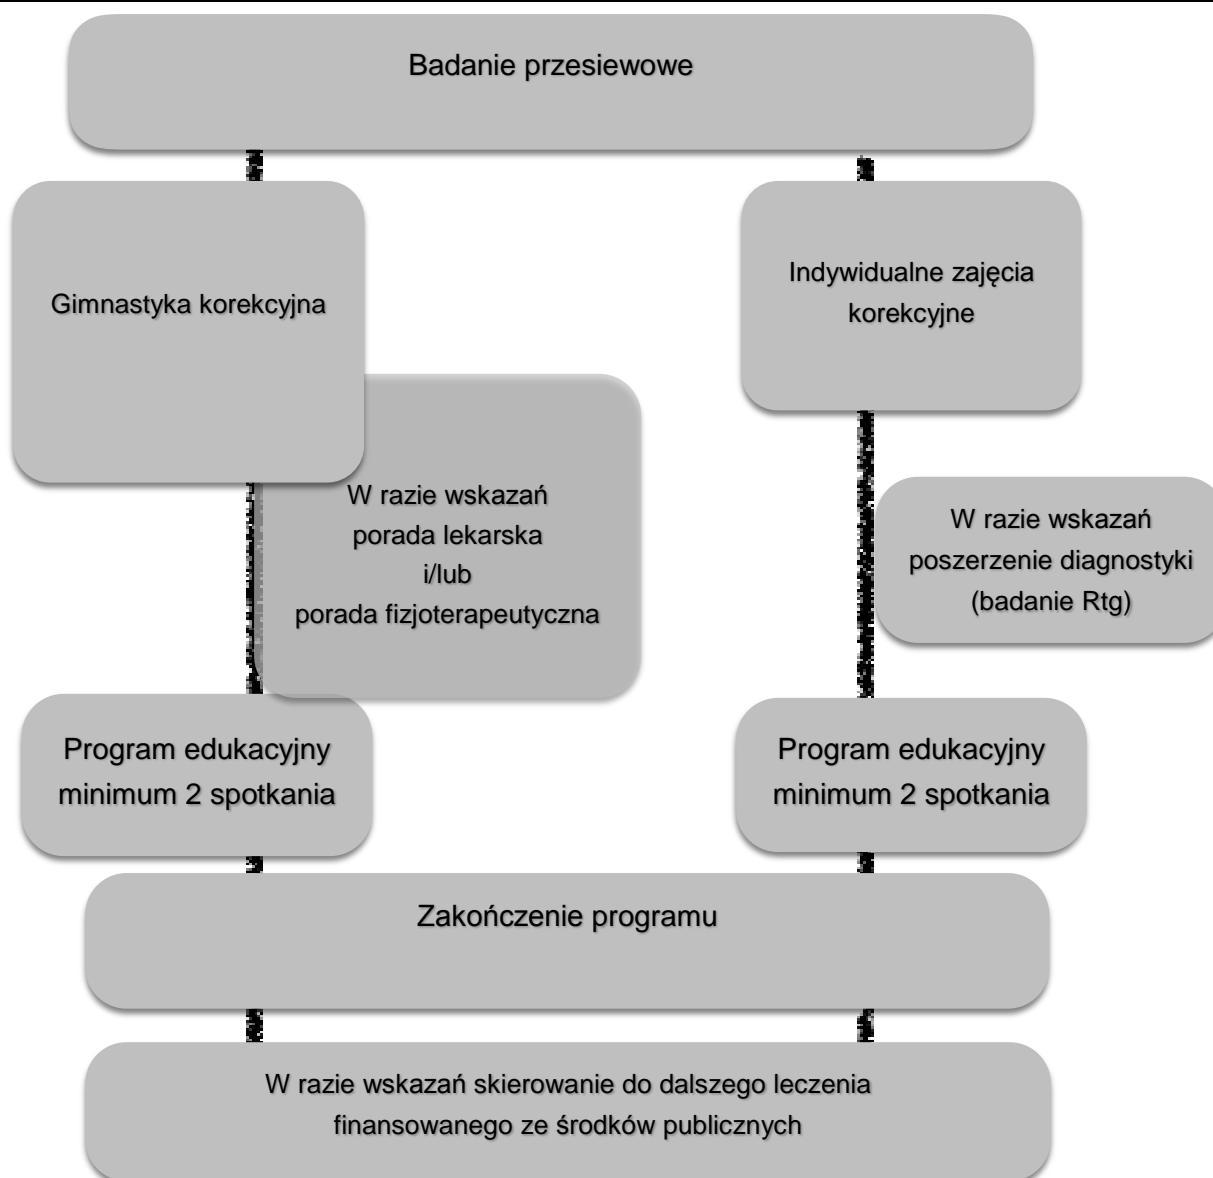 Badanie przesiewowe
Gimnastyka korekcyjna
Indywidualne zajęcia
korekcyjne
W razie wskazań
porada lekarska
i/lub
porada fizjoterapeutyczna
W razie wskazań
poszerzenie diagnostyki
(badanie Rtg)
Program edukacyjny
minimum 2 spotkania
Program edukacyjny
minimum 2 spotkania
Zakończenie programu
W razie wskazań skierowanie do dalszego leczenia
finansowanego ze środków publicznych